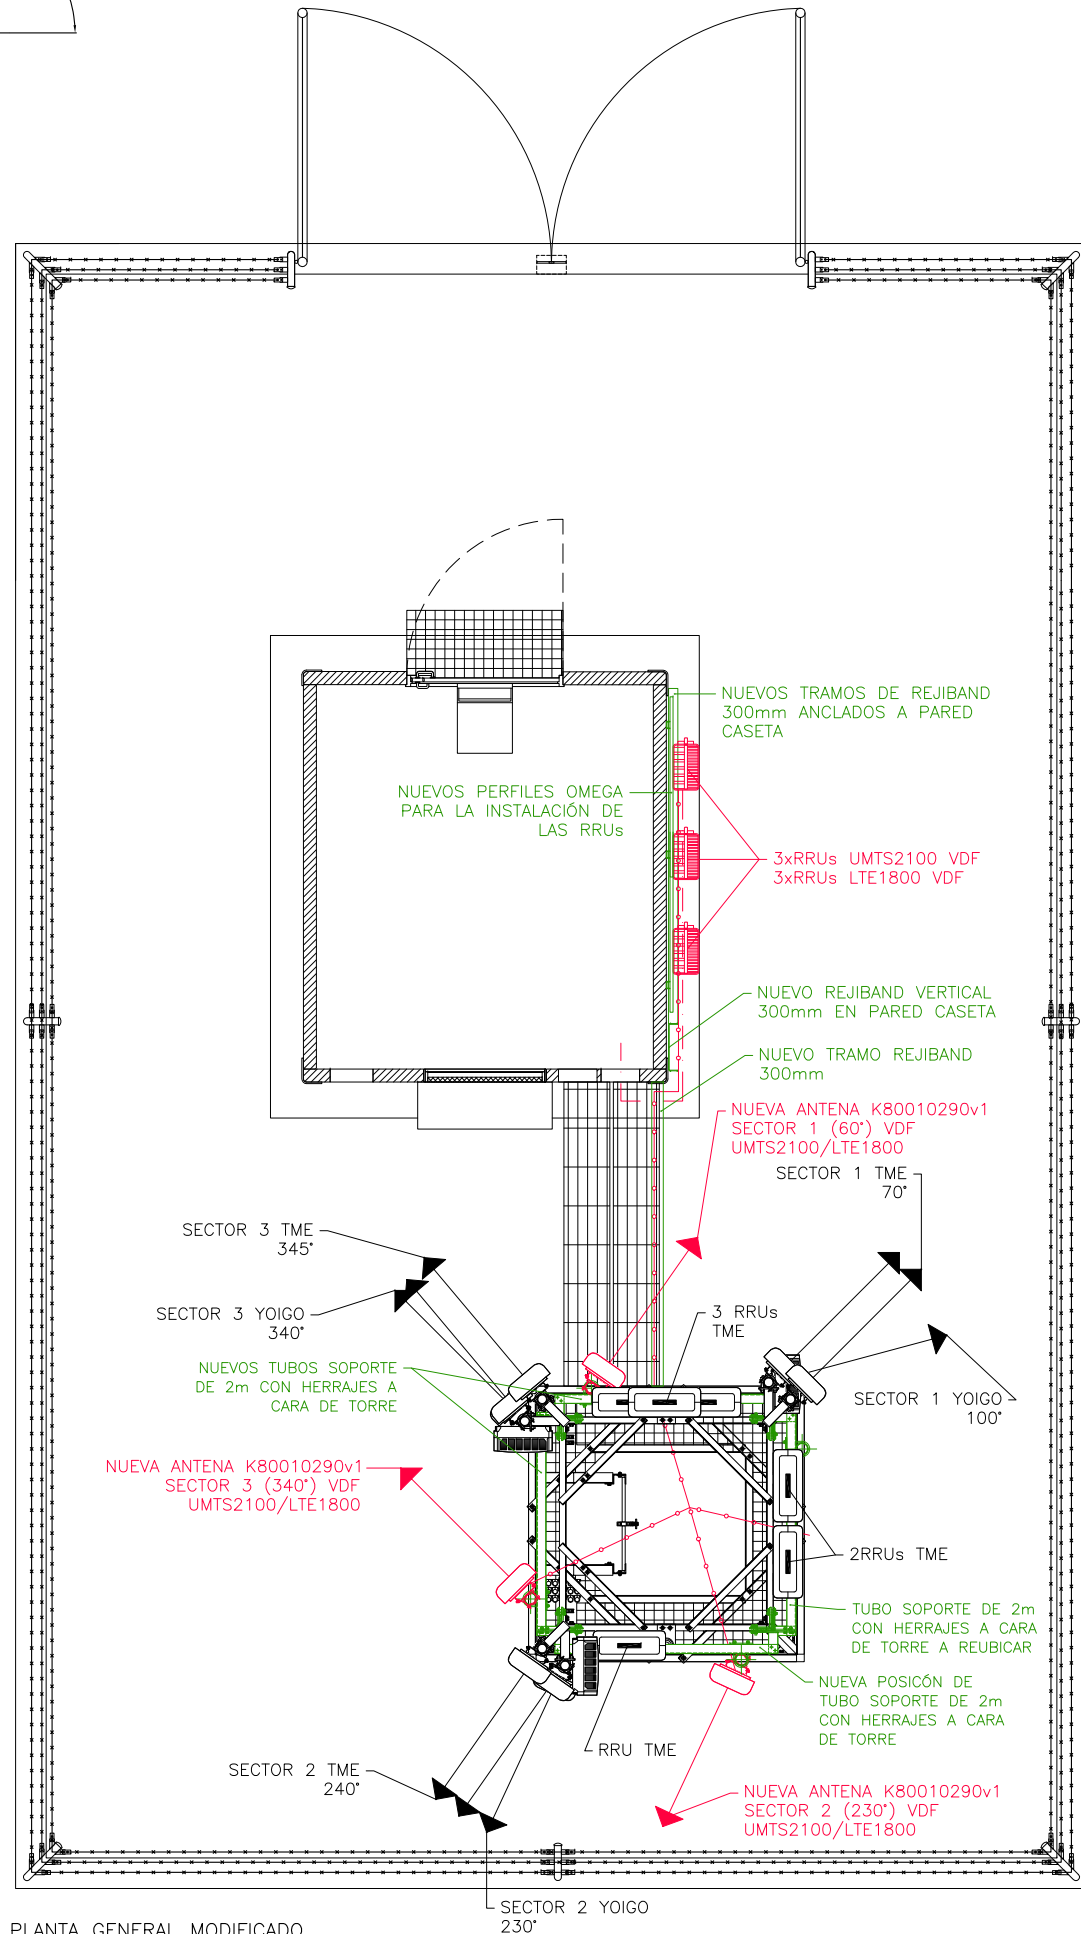 NUEVOS TRAMOS DE REJIBAND
300mm ANCLADOS A PARED
CASETA
NUEVOS PERFILES OMEGA
PARA LA INSTALACIÓN DE
LAS RRUs
3xRRUs UMTS2100 VDF
3xRRUs LTE1800 VDF
NUEVO REJIBAND VERTICAL
300mm EN PARED CASETA
NUEVO TRAMO REJIBAND
300mm
NUEVA ANTENA K80010290v1
SECTOR 1 (60°) VDF
UMTS2100/LTE1800
SECTOR 1 TME
70°
SECTOR 3 TME
345°
SECTOR 3 YOIGO
340°
3 RRUs
TME
NUEVOS TUBOS SOPORTE
DE 2m CON HERRAJES A
CARA DE TORRE
SECTOR 1 YOIGO
100°
NUEVA ANTENA K80010290v1
SECTOR 3 (340°) VDF
UMTS2100/LTE1800
2RRUs TME
TUBO SOPORTE DE 2m
CON HERRAJES A CARA
DE TORRE A REUBICAR
NUEVA POSICÓN DE
TUBO SOPORTE DE 2m
CON HERRAJES A CARA
DE TORRE
RRU TME
SECTOR 2 TME
240°
NUEVA ANTENA K80010290v1
SECTOR 2 (230°) VDF
UMTS2100/LTE1800
SECTOR 2 YOIGO
230°
PLANTA GENERAL MODIFICADO